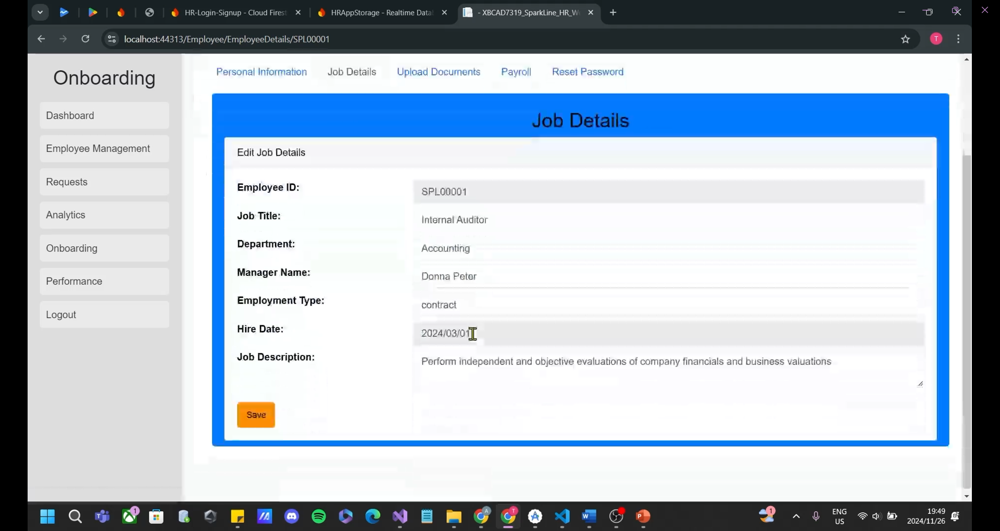 HR-Login-Signup - Cloud Firest
HRAppStorage - Realtime Datal
- XBCAD7319_SparkLine_HR_W
localhost:44313/Employee/EmployeeDetails/SPL00001
T
Onboarding
Dashboard
Employee Management
Requests
Analytics
Onboarding
Performance
Logout
Personal Information Job Details Upload Documents Payroll Reset Password
Job Details
Edit Job Details
Employee ID: SPL00001
Job Title: Internal Auditor
Department: Accounting
Manager Name: Donna Peter
Employment Type: contract
Hire Date: 2024/03/01
Job Description: Perform independent and objective evaluations of company financials and business valuations
Save
1
A
T
1
ENG
US
19:49
2024/11/26